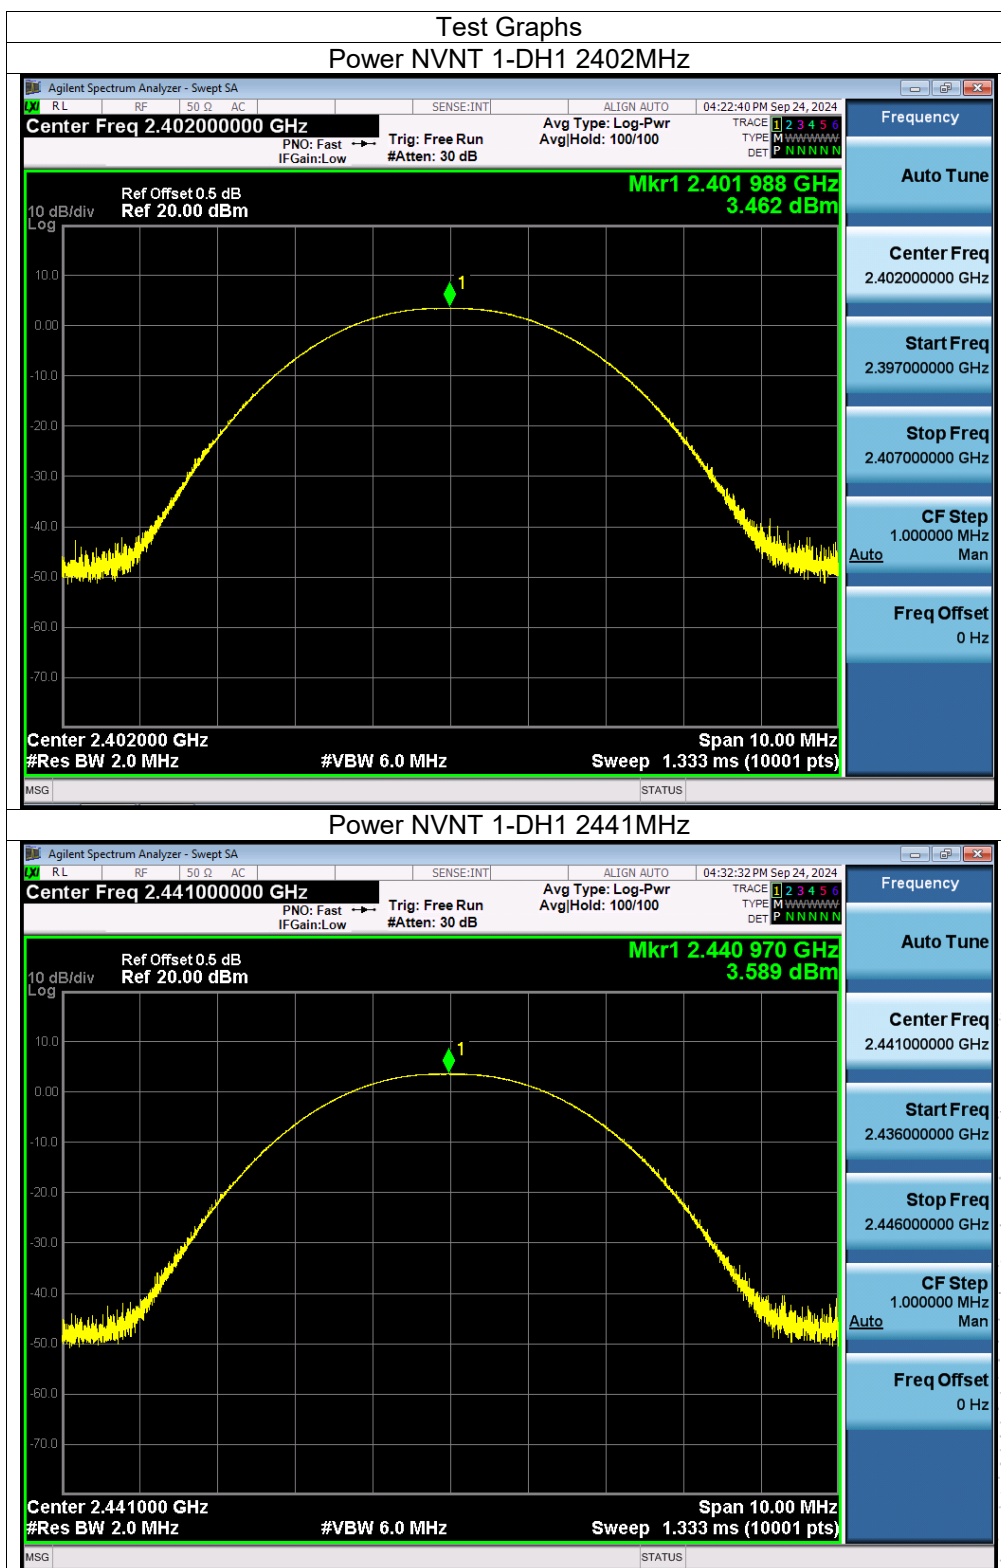 Test Graphs
Power NVNT 1-DH1 2402MHz
Agilent Spectrum Analyzer - Swept SA
LXI RL RF 50 Ω AC SENSE:INT ALIGN AUTO 04:22:40 PM Sep 24, 2024
Center Freq 2.402000000 GHz
PNO: Fast
IFGain:Low
Trig: Free Run
#Atten: 30 dB
Avg Type: Log-Pwr
Avg|Hold: 100/100
TRACE 1 2 3 4 5 6
TYPE M WWWWW
DET P N N N N N
Frequency
Auto Tune
Center Freq
2.402000000 GHz
Start Freq
2.397000000 GHz
Stop Freq
2.407000000 GHz
CF Step
1.000000 MHz
Auto Man
Freq Offset
0 Hz
Mkr1 2.401 988 GHz
3.462 dBm
Ref Offset 0.5 dB
10 dB/div Ref 20.00 dBm
Log
1
10.0
0.00
-10.0
-20.0
-30.0
-40.0
-50.0
-60.0
-70.0
Center 2.402000 GHz Span 10.00 MHz
#Res BW 2.0 MHz #VBW 6.0 MHz Sweep 1.333 ms (10001 pts)
MSG STATUS
Power NVNT 1-DH1 2441MHz
Agilent Spectrum Analyzer - Swept SA
LXI RL RF 50 Ω AC SENSE:INT ALIGN AUTO 04:32:32 PM Sep 24, 2024
Center Freq 2.441000000 GHz
PNO: Fast
IFGain:Low
Trig: Free Run
#Atten: 30 dB
Avg Type: Log-Pwr
Avg|Hold: 100/100
TRACE 1 2 3 4 5 6
TYPE M WWWWW
DET P N N N N N
Frequency
Auto Tune
Center Freq
2.441000000 GHz
Start Freq
2.436000000 GHz
Stop Freq
2.446000000 GHz
CF Step
1.000000 MHz
Auto Man
Freq Offset
0 Hz
Mkr1 2.440 970 GHz
3.589 dBm
Ref Offset 0.5 dB
10 dB/div Ref 20.00 dBm
Log
1
10.0
0.00
-10.0
-20.0
-30.0
-40.0
-50.0
-60.0
-70.0
Center 2.441000 GHz Span 10.00 MHz
#Res BW 2.0 MHz #VBW 6.0 MHz Sweep 1.333 ms (10001 pts)
MSG STATUS